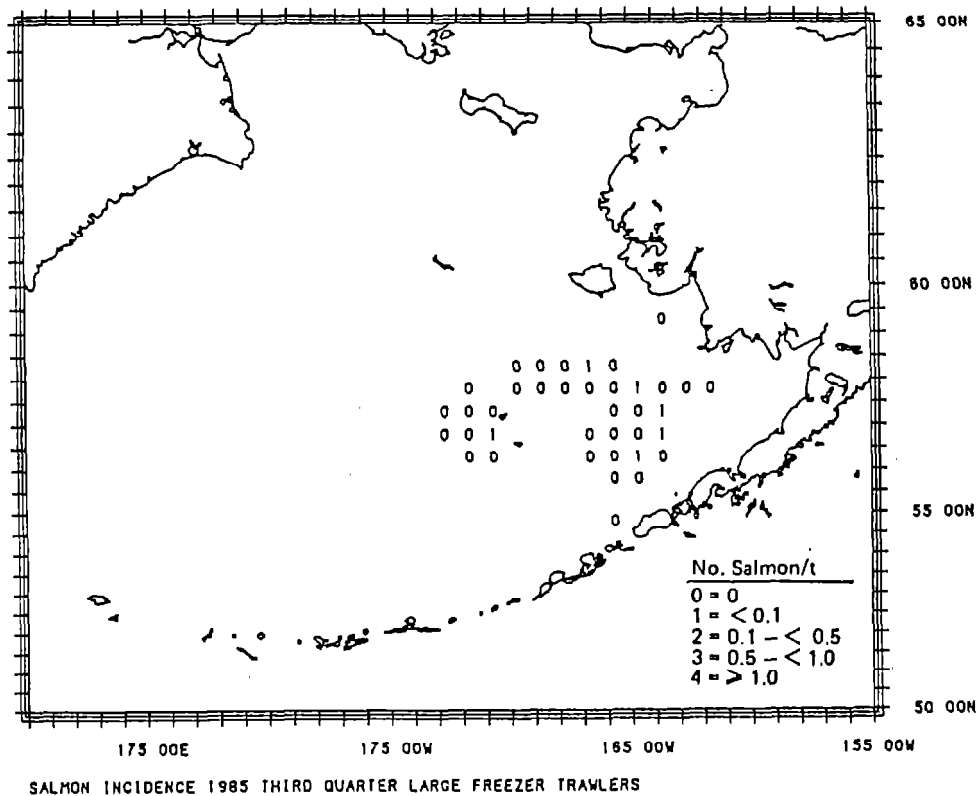 65 00N
60 00N
0
0 0 0 1 0
0 0 0 0 0 0 1 0 0 0
0 0 0 0 0 1
0 0 1 0 0 0 1
0 0 0 0 1 0
0 0
55 00N
0
No. Salmon/t
0 = 0
1 = < 0.1
2 = 0.1 - < 0.5
3 = 0.5 - < 1.0
4 = ⩾ 1.0
50 00N
175 00E 175 00W 165 00W 155 00W
SALMON INCIDENCE 1985 THIRD QUARTER LARGE FREEZER TRAWLERS